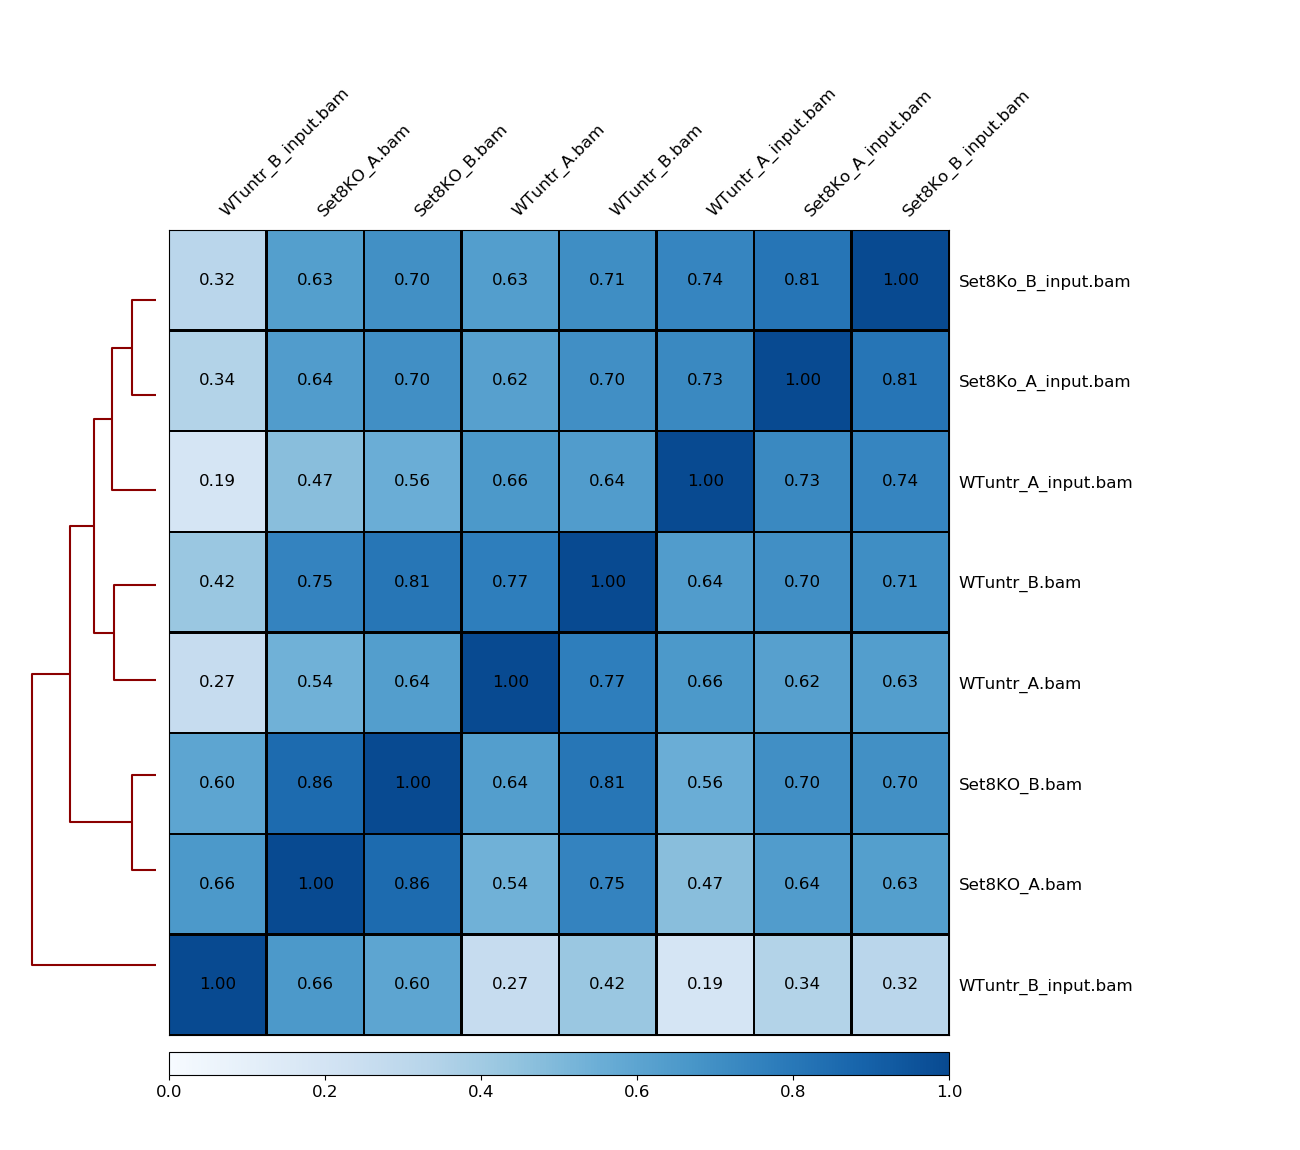 WTuntr_B_input.bam
Set8KO_A.bam
Set8KO_B.bam
WTuntr_A.bam
WTuntr_B.bam
WTuntr_A_input.bam
Set8Ko_A_input.bam
Set8Ko_B_input.bam
0.32 0.63 0.70 0.63 0.71 0.74 0.81 1.00 Set8Ko_B_input.bam
0.34 0.64 0.70 0.62 0.70 0.73 1.00 0.81 Set8Ko_A_input.bam
0.19 0.47 0.56 0.66 0.64 1.00 0.73 0.74 WTuntr_A_input.bam
0.42 0.75 0.81 0.77 1.00 0.64 0.70 0.71 WTuntr_B.bam
0.27 0.54 0.64 1.00 0.77 0.66 0.62 0.63 WTuntr_A.bam
0.60 0.86 1.00 0.64 0.81 0.56 0.70 0.70 Set8KO_B.bam
0.66 1.00 0.86 0.54 0.75 0.47 0.64 0.63 Set8KO_A.bam
1.00 0.66 0.60 0.27 0.42 0.19 0.34 0.32 WTuntr_B_input.bam
0.0 0.2 0.4 0.6 0.8 1.0